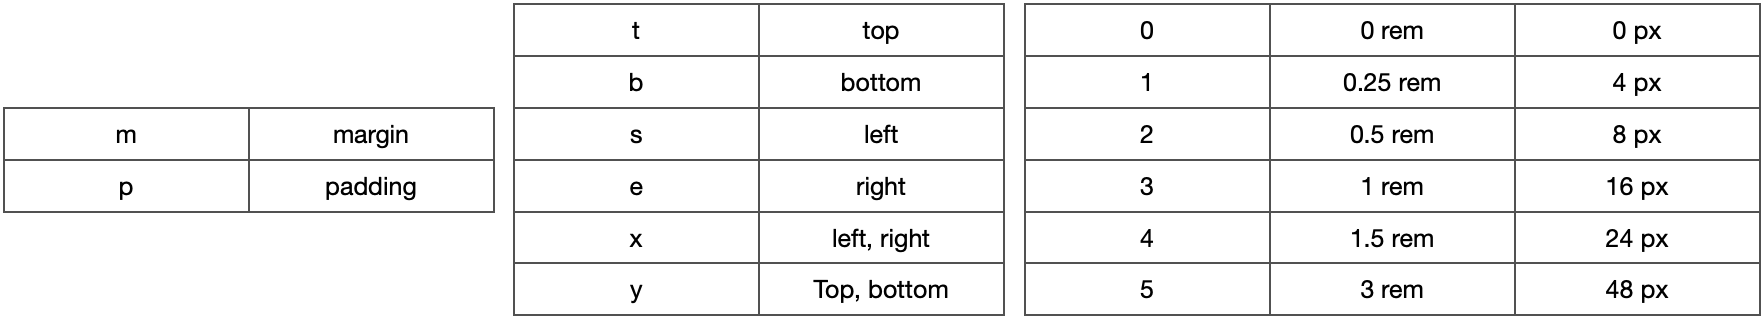 m margin
p padding
t top
b bottom
s left
e right
x left, right
y Top, bottom
0 0 rem 0 px
1 0.25 rem 4 px
2 0.5 rem 8 px
3 1 rem 16 px
4 1.5 rem 24 px
5 3 rem 48 px